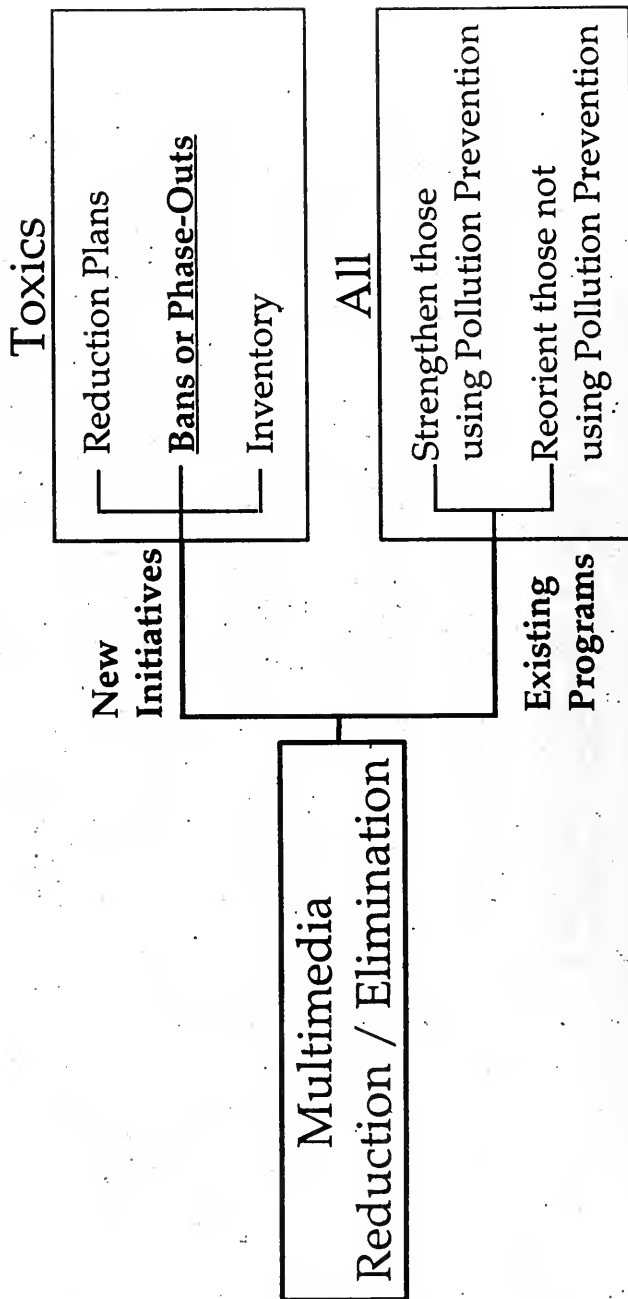 Multimedia
Reduction / Elimination
New
Initiatives
Toxics
Reduction Plans
Bans or Phase-Outs
Inventory
Existing
Programs
All
Strengthen those
using Pollution Prevention
Reorient those not
using Pollution Prevention